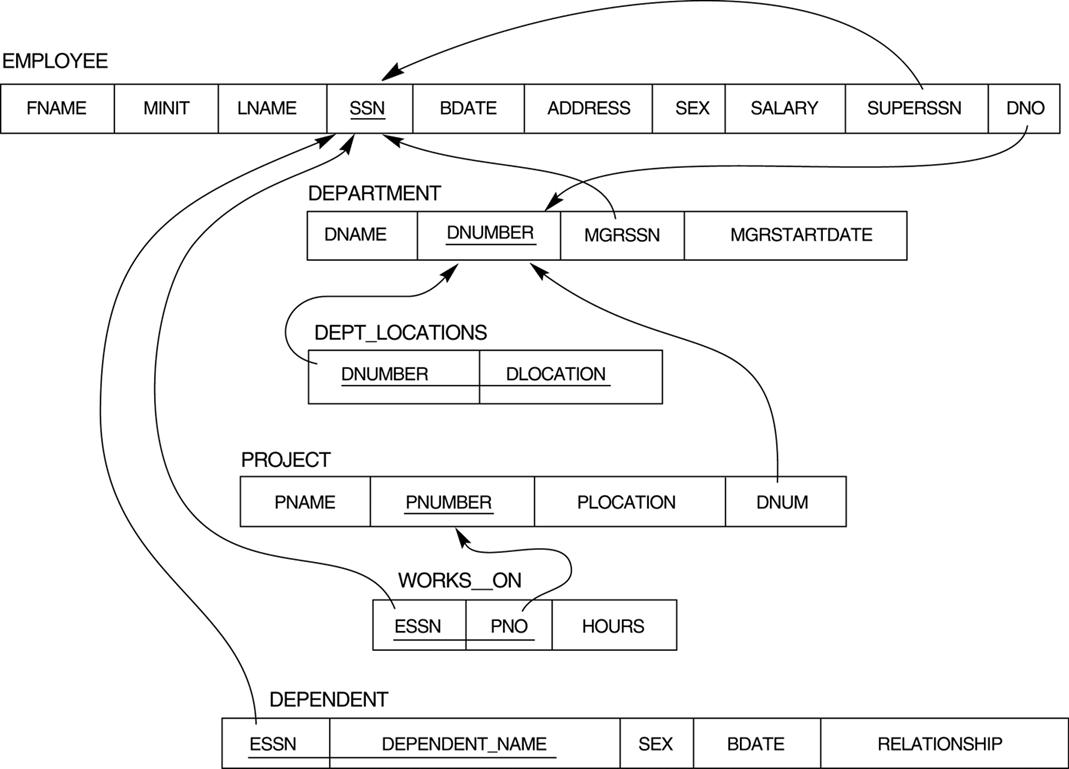 EMPLOYEE
FNAME MINIT LNAME SSN BDATE ADDRESS SEX SALARY SUPERSSN DNO
DEPARTMENT
DNAME DNUMBER MGRSSN MGRSTARTDATE
DEPT_LOCATIONS
DNUMBER DLOCATION
PROJECT
PNAME PNUMBER PLOCATION DNUM
WORKS__ON
ESSN PNO HOURS
DEPENDENT
ESSN DEPENDENT_NAME SEX BDATE RELATIONSHIP